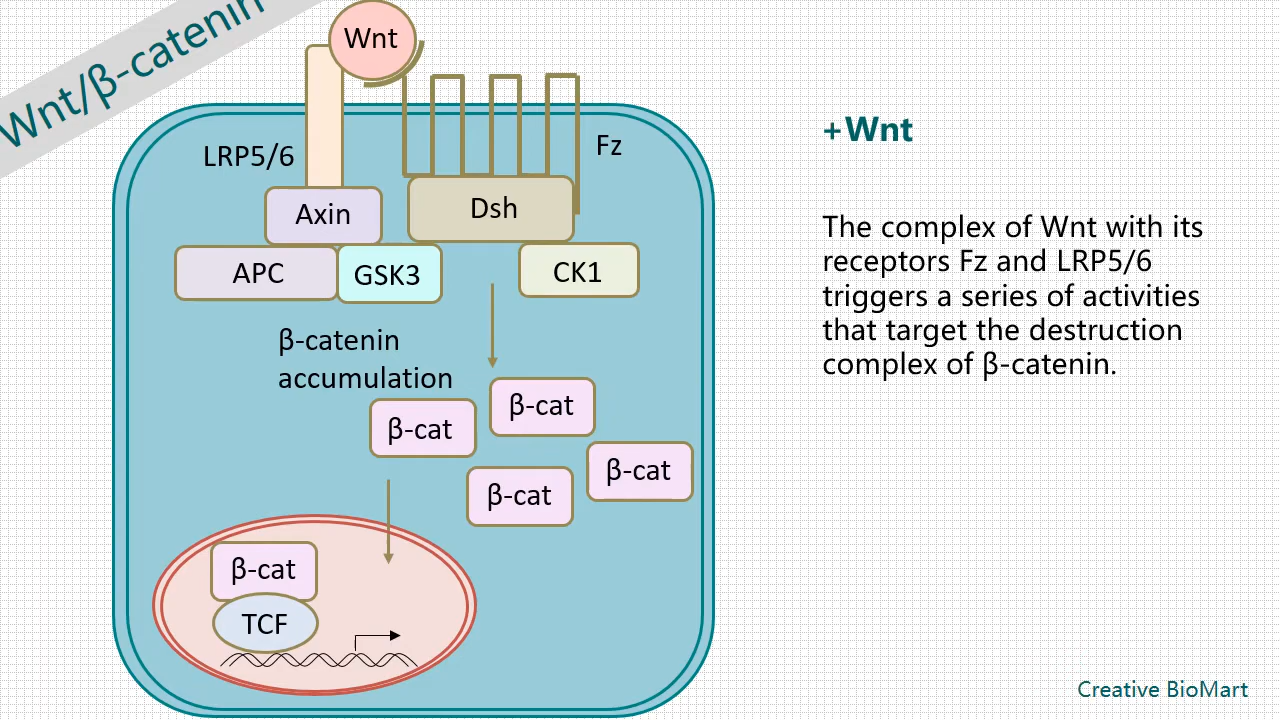 Wnt/β-catenin
Wnt
LRP5/6
Fz
Axin
Dsh
APC
GSK3
CK1
β-catenin
accumulation
β-cat
β-cat
β-cat
β-cat
β-cat
TCF
+Wnt
The complex of Wnt with its
receptors Fz and LRP5/6
triggers a series of activities
that target the destruction
complex of β-catenin.
Creative BioMart